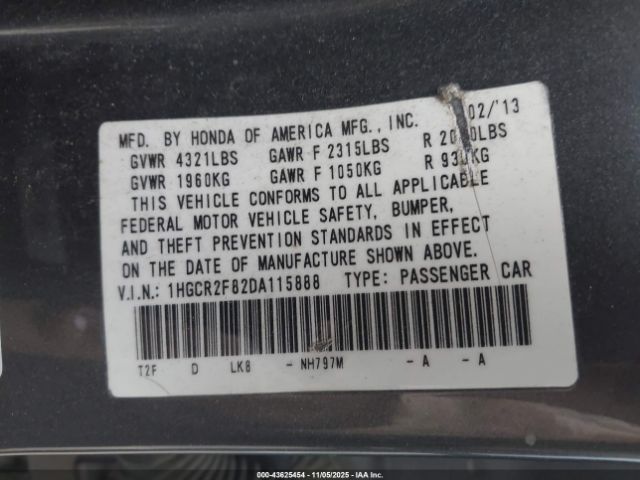 02/'13
MFD. BY HONDA OF AMERICA MFG., INC.
GVWR 4321LBS GAWR F 2315LBS R
GVWR 1960KG GAWR F 1050KG R
THIS VEHICLE CONFORMS TO ALL APPLICABLE
FEDERAL MOTOR VEHICLE SAFETY, BUMPER,
AND THEFT PREVENTION STANDARDS IN EFFECT
ON THE DATE OF MANUFACTURE SHOWN ABOVE.
V.I.N.: 1HGCR2F82DA115888 TYPE: PASSENGER CAR
T2F D LK8 - NH797M - A - A
000-43625454 - 11/05/2025 - IAAI.COM